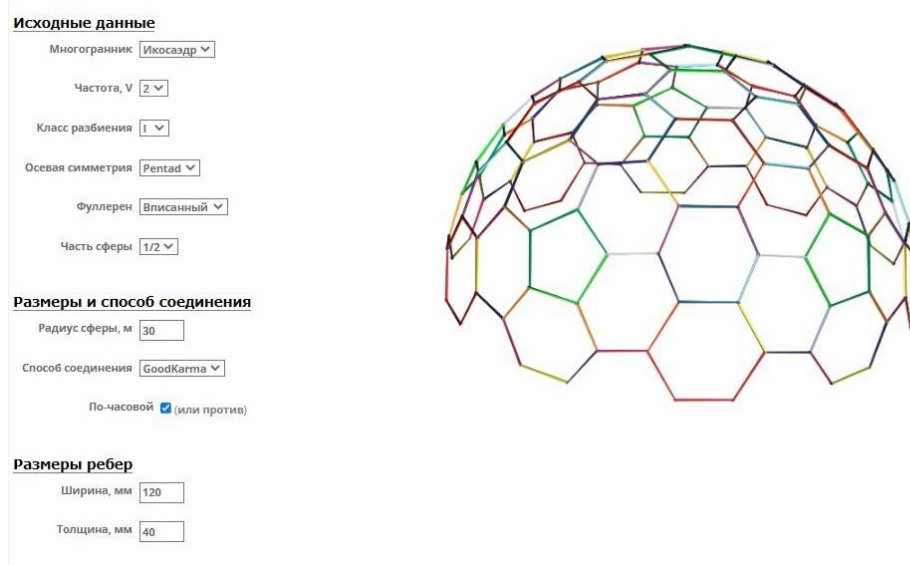 Исходные данные
Многогранник Икосаэдр
Частота, V 2
Класс разбиения I
Осевая симметрия Pentad
Фуллерен Вписанный
Часть сферы 1/2
Размеры и способ соединения
Радиус сферы, м 30
Способ соединения GoodKarma
По-часовой (или против)
Размеры ребер
Ширина, мм 120
Толщина, мм 40